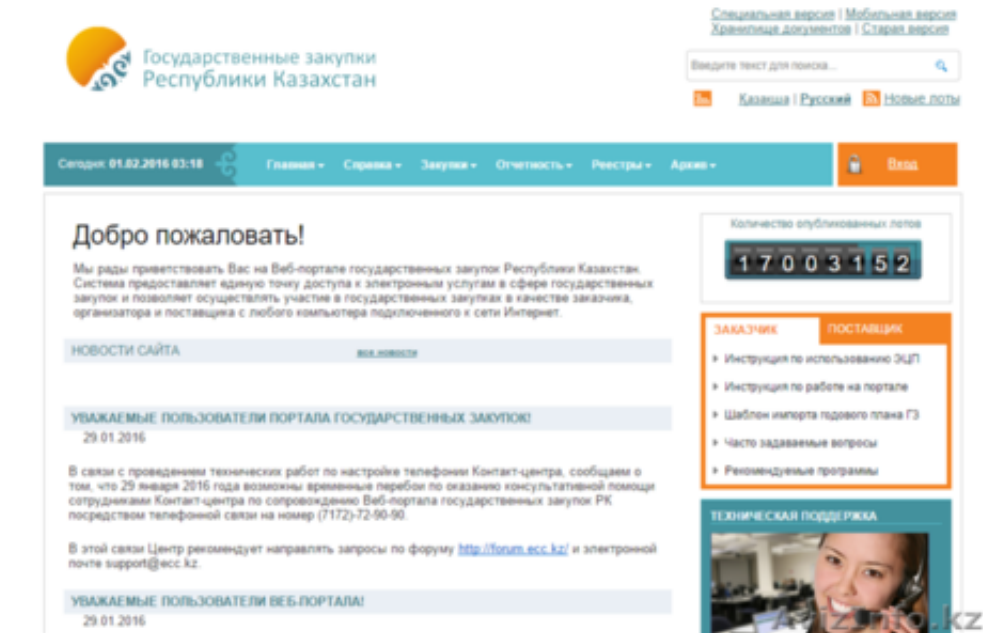 Специальная версия | Мобильная версия
Хранилище документов | Старая версия
Государственные закупки
Республики Казахстан
Введите текст для поиска...
Қазақша | Русский Новые лоты
Сегодня: 01.02.2016 03:18 Главная Справка Закупки Отчетность Реестры Архив Вход
Добро пожаловать!
Мы рады приветствовать Вас на Веб-портале государственных закупок Республики Казахстан.
Система предоставляет единую точку доступа к электронным услугам в сфере государственных
закупок и позволяет осуществлять участие в государственных закупках в качестве заказчика,
организатора и поставщика с любого компьютера подключенного к сети Интернет.
НОВОСТИ САЙТА все новости
УВАЖАЕМЫЕ ПОЛЬЗОВАТЕЛИ ПОРТАЛА ГОСУДАРСТВЕННЫХ ЗАКУПОК!
29.01.2016
В связи с проведением технических работ по настройке телефонии Контакт-центра, сообщаем о
том, что 29 января 2016 года возможны временные перебои по оказанию консультативной помощи
сотрудниками Контакт-центра по сопровождению Веб-портала государственных закупок РК
посредством телефонной связи на номер (7172)-72-90-90.
В этой связи Центр рекомендует направлять запросы по форуму http://forum.ecc.kz/ и электронной
почте support@ecc.kz.
УВАЖАЕМЫЕ ПОЛЬЗОВАТЕЛИ ВЕБ-ПОРТАЛА!
29.01.2016
Количество опубликованных лотов
17003152
ЗАКАЗЧИК ПОСТАВЩИК
Инструкция по использованию ЭЦП
Инструкция по работе на портале
Шаблон импорта годового плана ГЗ
Часто задаваемые вопросы
Рекомендуемые программы
ТЕХНИЧЕСКАЯ ПОДДЕРЖКА
AvizInfo.kz